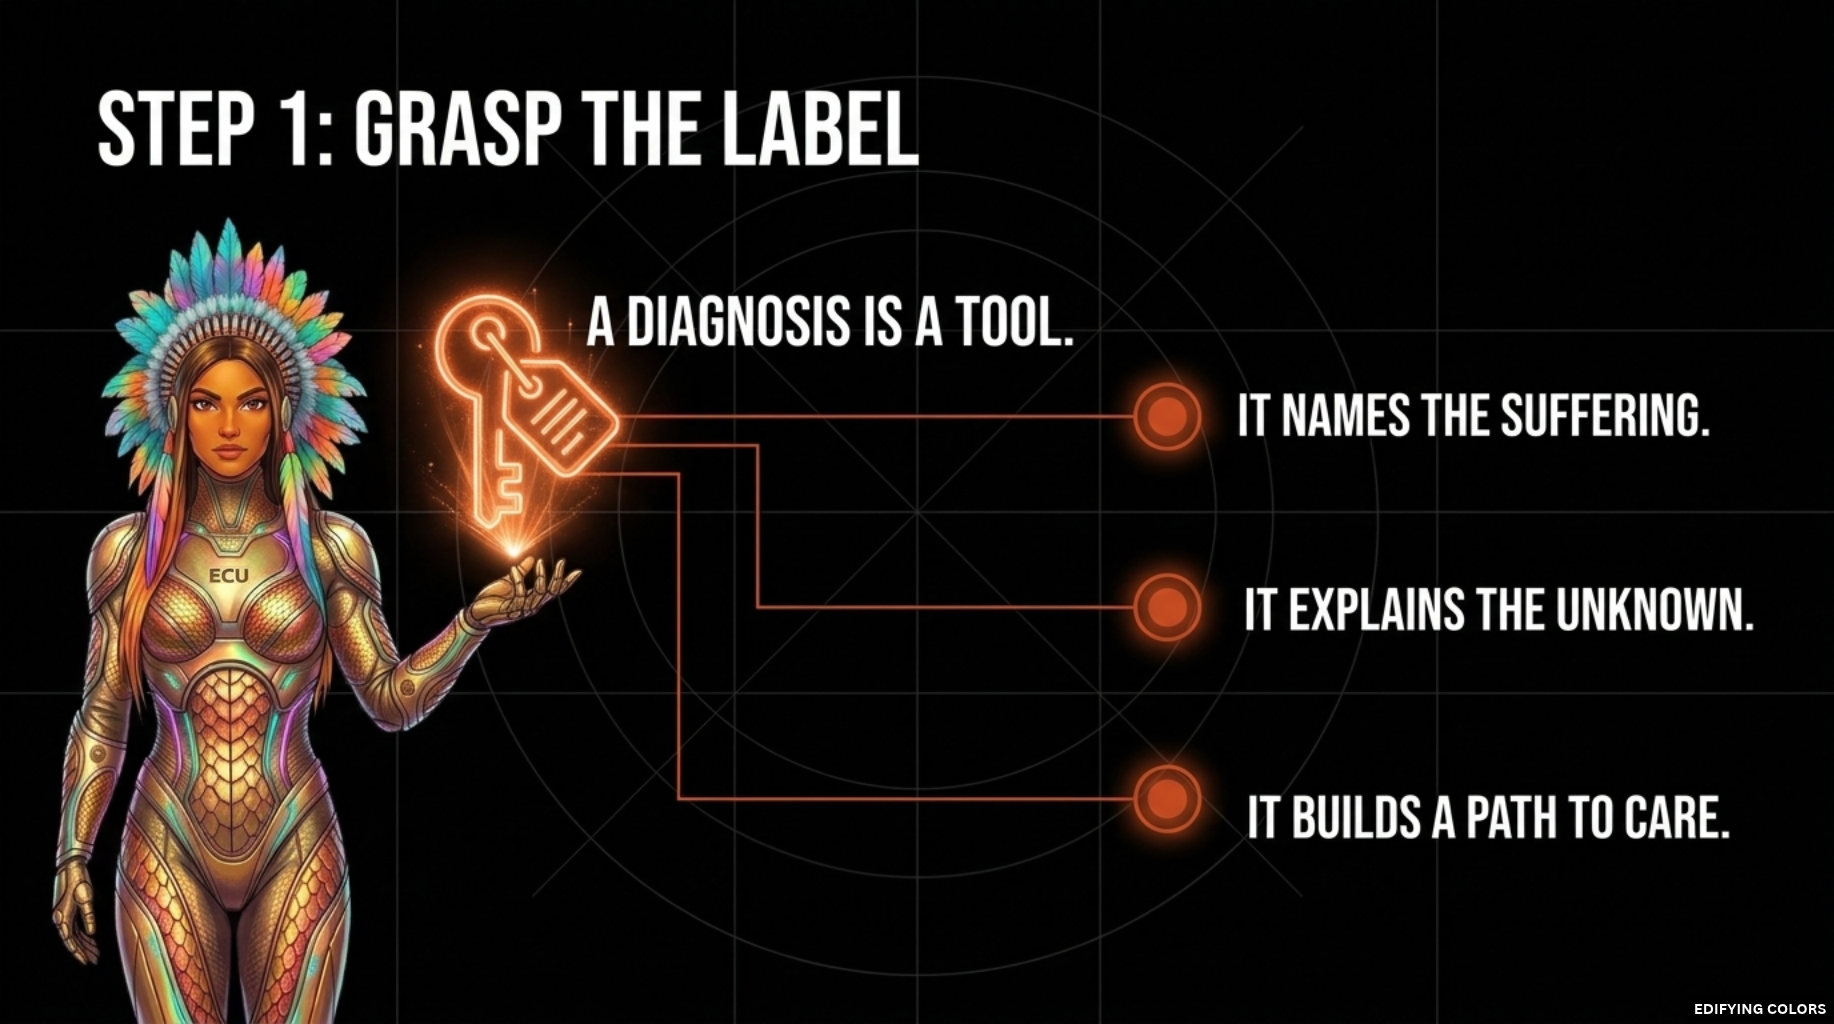 STEP 1: GRASP THE LABEL
A DIAGNOSIS IS A TOOL.
IT NAMES THE SUFFERING.
ECU
IT EXPLAINS THE UNKNOWN.
IT BUILDS A PATH TO CARE.
EDIFYING COLORS